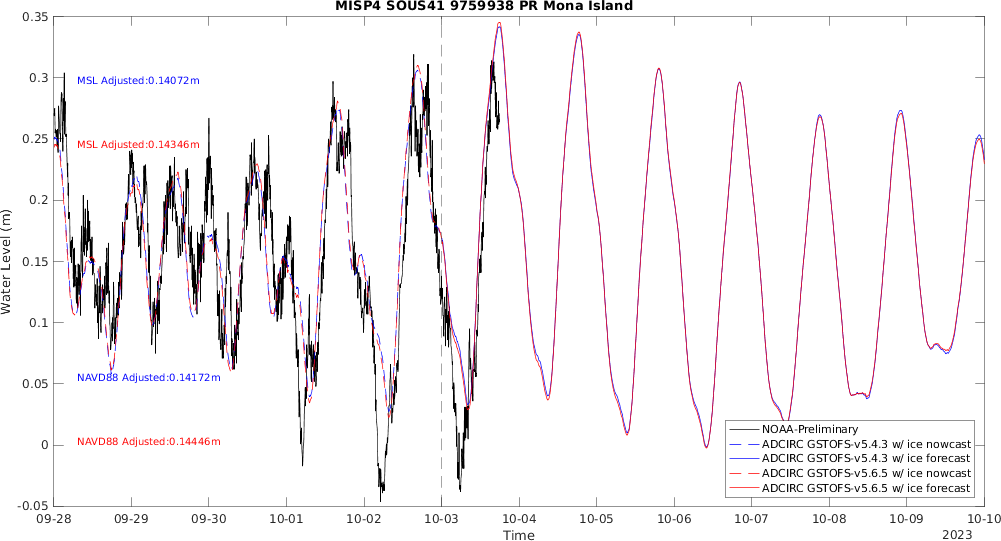 MISP4 SOUS41 9759938 PR Mona Island
0.35
0.3
0.25
0.2
0.15
0.1
0.05
0
-0.05
Water Level (m)
MSL Adjusted:0.14072m
MSL Adjusted:0.14346m
NAVD88 Adjusted:0.14172m
NAVD88 Adjusted:0.14446m
NOAA-Preliminary
ADCIRC GSTOFS-v5.4.3 w/ ice nowcast
ADCIRC GSTOFS-v5.4.3 w/ ice forecast
ADCIRC GSTOFS-v5.6.5 w/ ice nowcast
ADCIRC GSTOFS-v5.6.5 w/ ice forecast
09-28 09-29 09-30 10-01 10-02 10-03 10-04 10-05 10-06 10-07 10-08 10-09 10-10
Time
2023